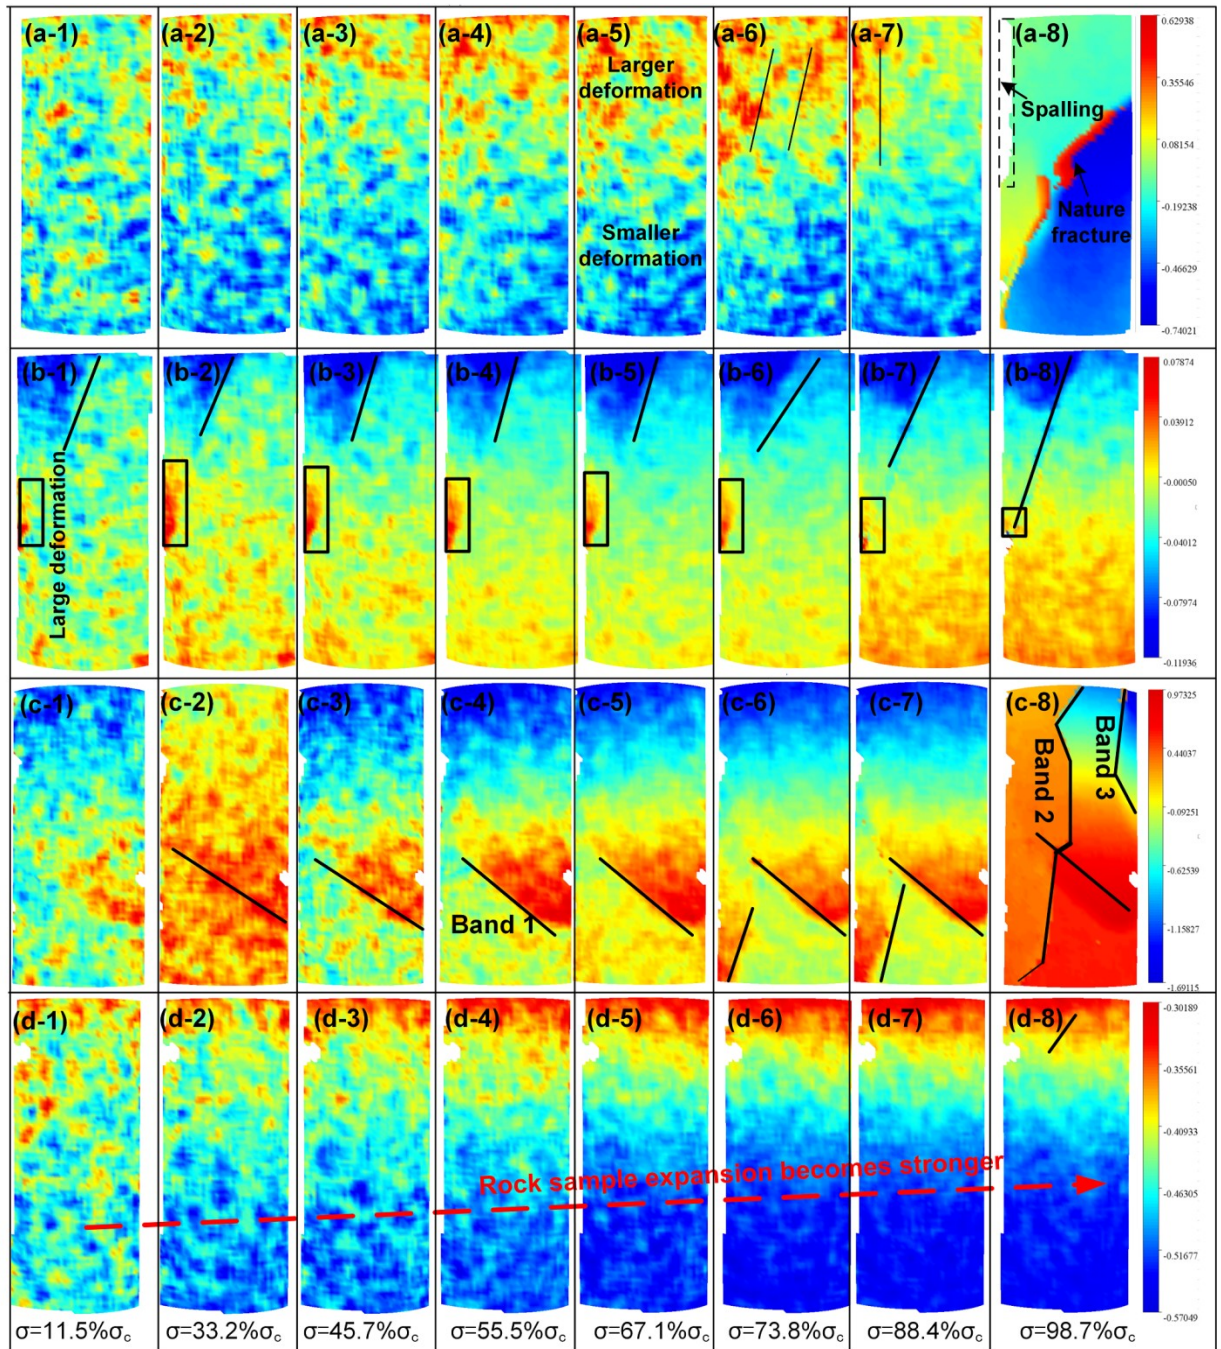 (a-1) (a-2) (a-3) (a-4) (a-5) (a-6) (a-7) (a-8)
Larger
deformation
Smaller
deformation
Spalling
Nature
fracture
0.62938
0.35546
0.08154
-0.19238
-0.46629
-0.74021
(b-1) (b-2) (b-3) (b-4) (b-5) (b-6) (b-7) (b-8)
Large deformation
0.07874
0.03912
-0.00050
-0.04012
-0.07974
-0.11936
(c-1) (c-2) (c-3) (c-4) (c-5) (c-6) (c-7) (c-8)
Band 1
Band 2
Band 3
0.97325
0.44037
-0.09251
-0.62539
-1.15827
-1.69115
(d-1) (d-2) (d-3) (d-4) (d-5) (d-6) (d-7) (d-8)
Rock sample expansion becomes stronger
-0.30189
-0.35561
-0.40933
-0.46305
-0.51677
-0.57049
σ=11.5%σc σ=33.2%σc σ=45.7%σc σ=55.5%σc σ=67.1%σc σ=73.8%σc σ=88.4%σc σ=98.7%σc